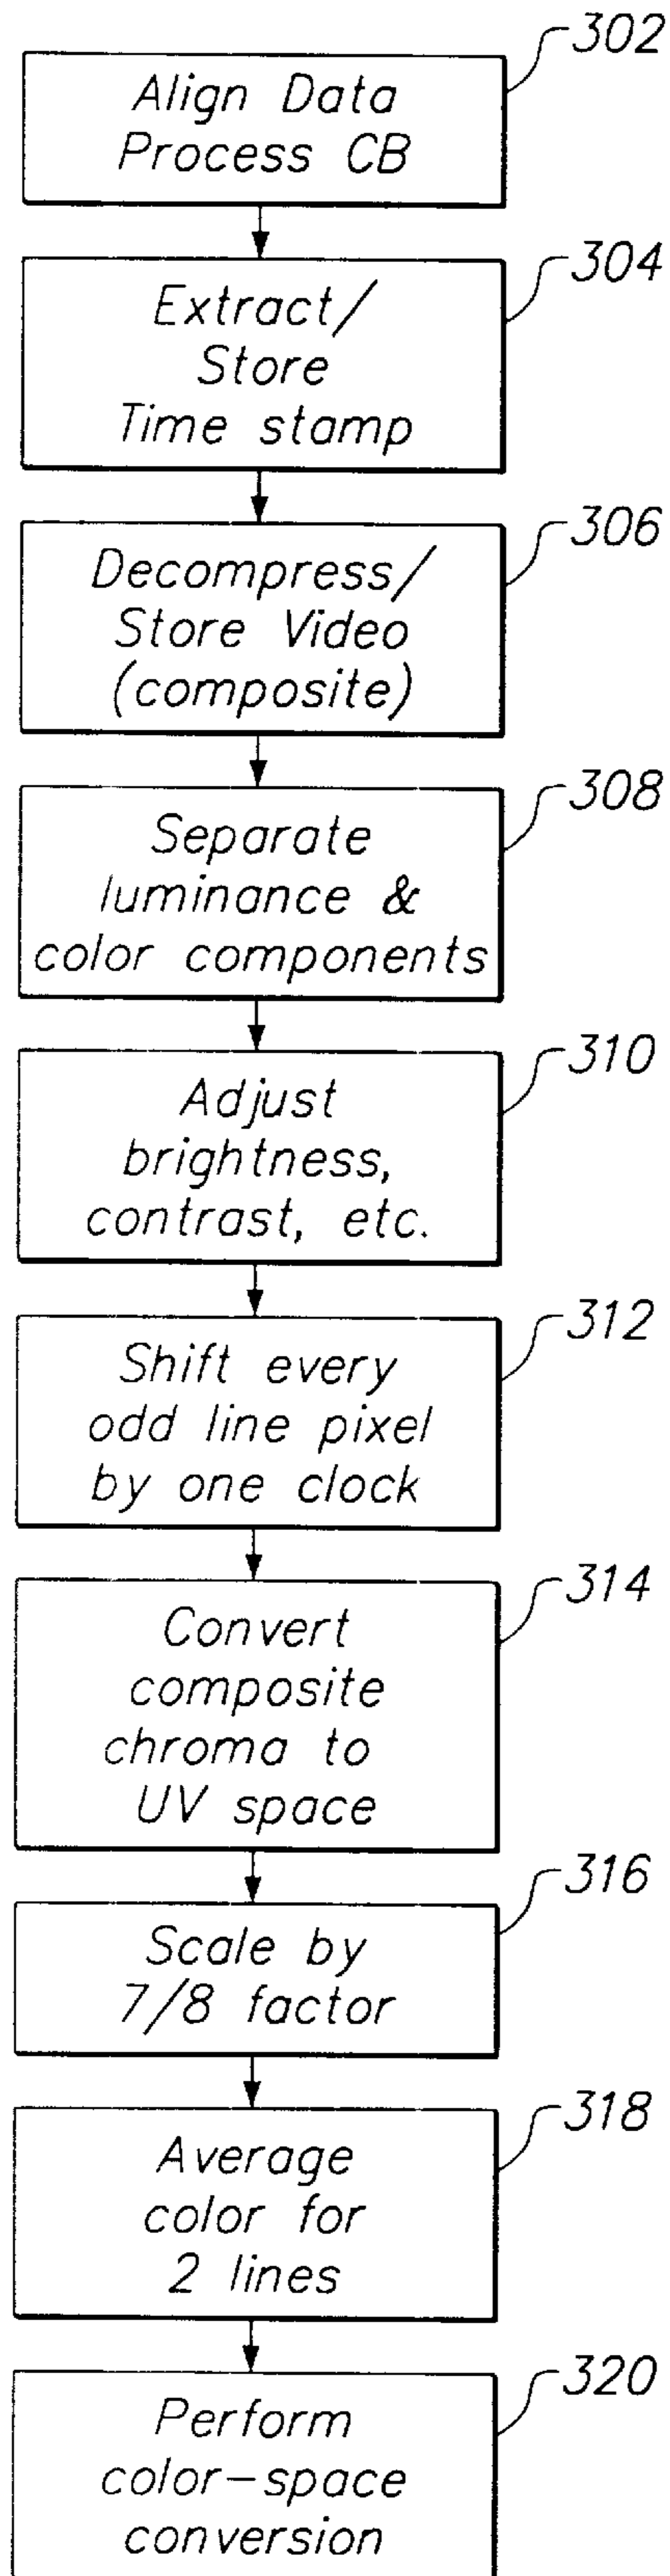 302
Align Data
Process CB
304
Extract/
Store
Time stamp
306
Decompress/
Store Video
(composite)
308
Separate
luminance &
color components
310
Adjust
brightness,
contrast, etc.
312
Shift every
odd line pixel
by one clock
314
Convert
composite
chroma to
UV space
316
Scale by
7/8 factor
318
Average
color for
2 lines
320
Perform
color-space
conversion